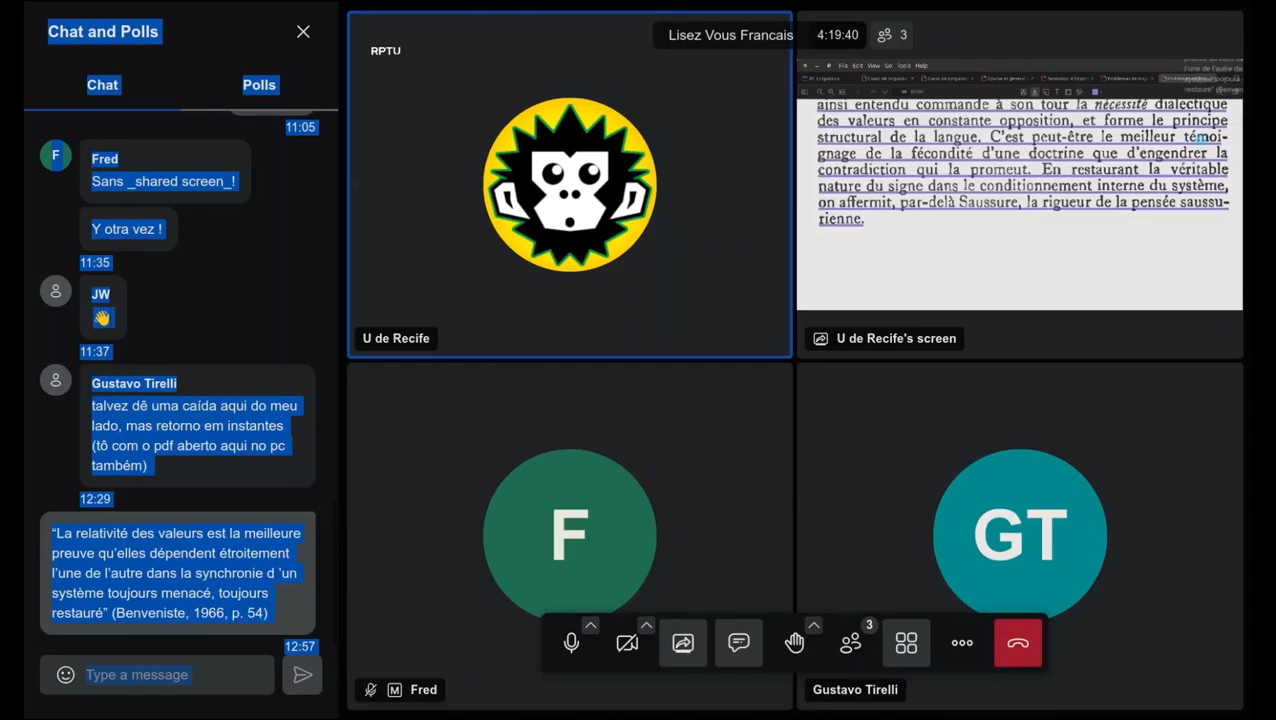 Chat and Polls
Chat
Polls
11:05
F
Fred
Sans _shared screen_!
Y otra vez !
11:35
JW
👋
11:37
Gustavo Tirelli
talvez dê uma caída aqui do meu
lado, mas retorno em instantes
(tô com o pdf aberto aqui no pc
também)
12:29
“La relativité des valeurs est la meilleure
preuve qu’elles dépendent étroitement
l’une de l’autre dans la synchronie d ’un
système toujours menacé, toujours
restauré” (Benveniste, 1966, p. 54)
12:57
Type a message
RPTU
U de Recife
Lisez Vous Francais
4:19:40
3
File Edit View Go Tools Help
ainsi entendu commande à son tour la nécessité dialectique
des valeurs en constante opposition, et forme le principe
structural de la langue. C'est peut-être le meilleur témoi-
gnage de la fécondité d'une doctrine que d'engendrer la
contradiction qui la promeut. En restaurant la véritable
nature du signe dans le conditionnement interne du système,
on affermit, par-delà Saussure, la rigueur de la pensée saussu-
rienne.
U de Recife's screen
F
M Fred
GT
Gustavo Tirelli
3